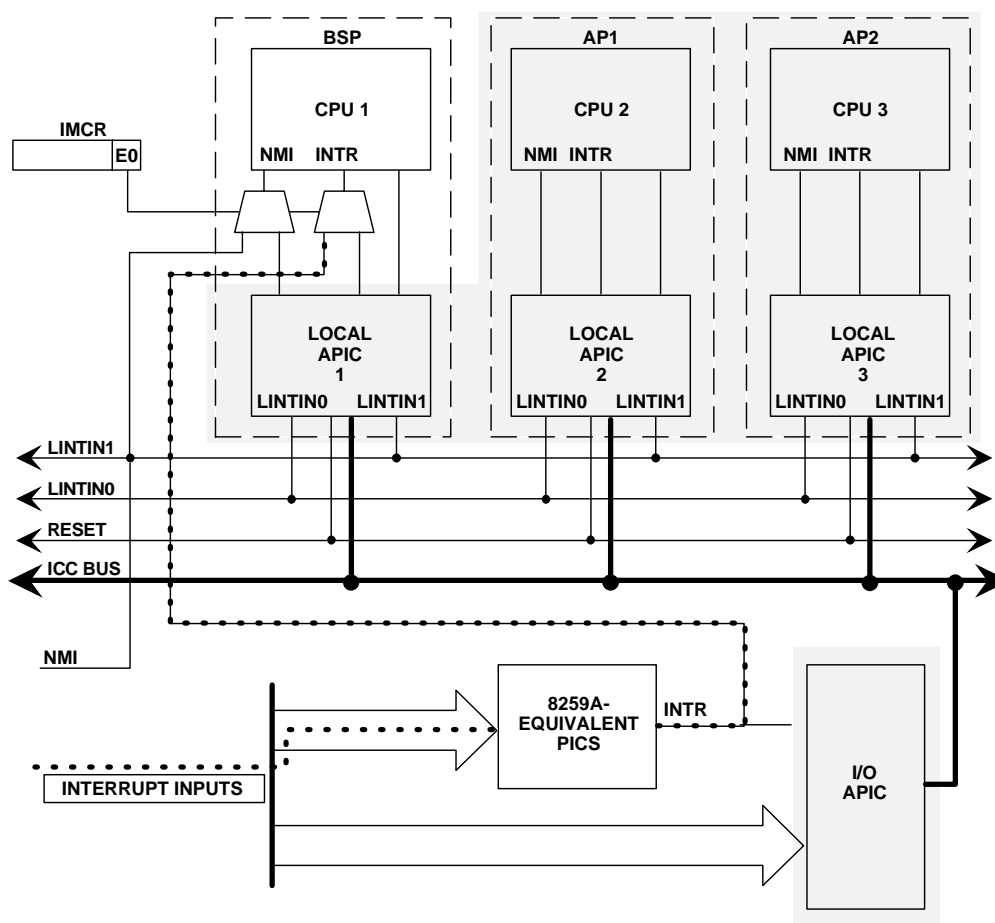 BSP
AP1
AP2
CPU 1
CPU 2
CPU 3
IMCR
E0
NMI INTR
NMI INTR
NMI INTR
LOCAL
APIC
1
LOCAL
APIC
2
LOCAL
APIC
3
LINTIN0 LINTIN1
LINTIN0 LINTIN1
LINTIN0 LINTIN1
LINTIN1
LINTIN0
RESET
ICC BUS
NMI
8259A-
EQUIVALENT
PICS
INTR
INTERRUPT INPUTS
I/O
APIC